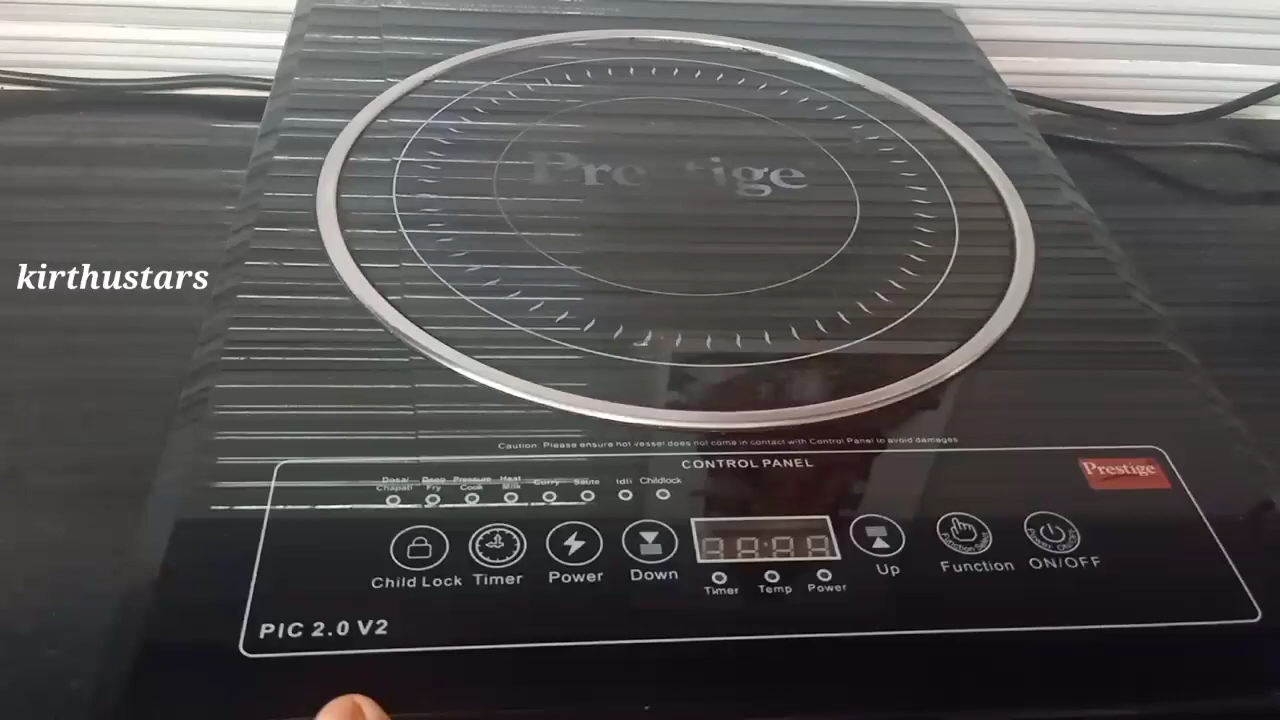 Prestige
kirthustars
Caution: Please ensure hot vessel does not come in contact with Control Panel to avoid damages
CONTROL PANEL
Prestige
Dosa/ Chapati
Deep Fry
Pressure Cook
Heat Milk
Curry
Saute
Idli
Childlock
Child Lock
Timer
Power
Down
Up
Function
ON/OFF
Timer
Temp
Power
PIC 2.0 V2